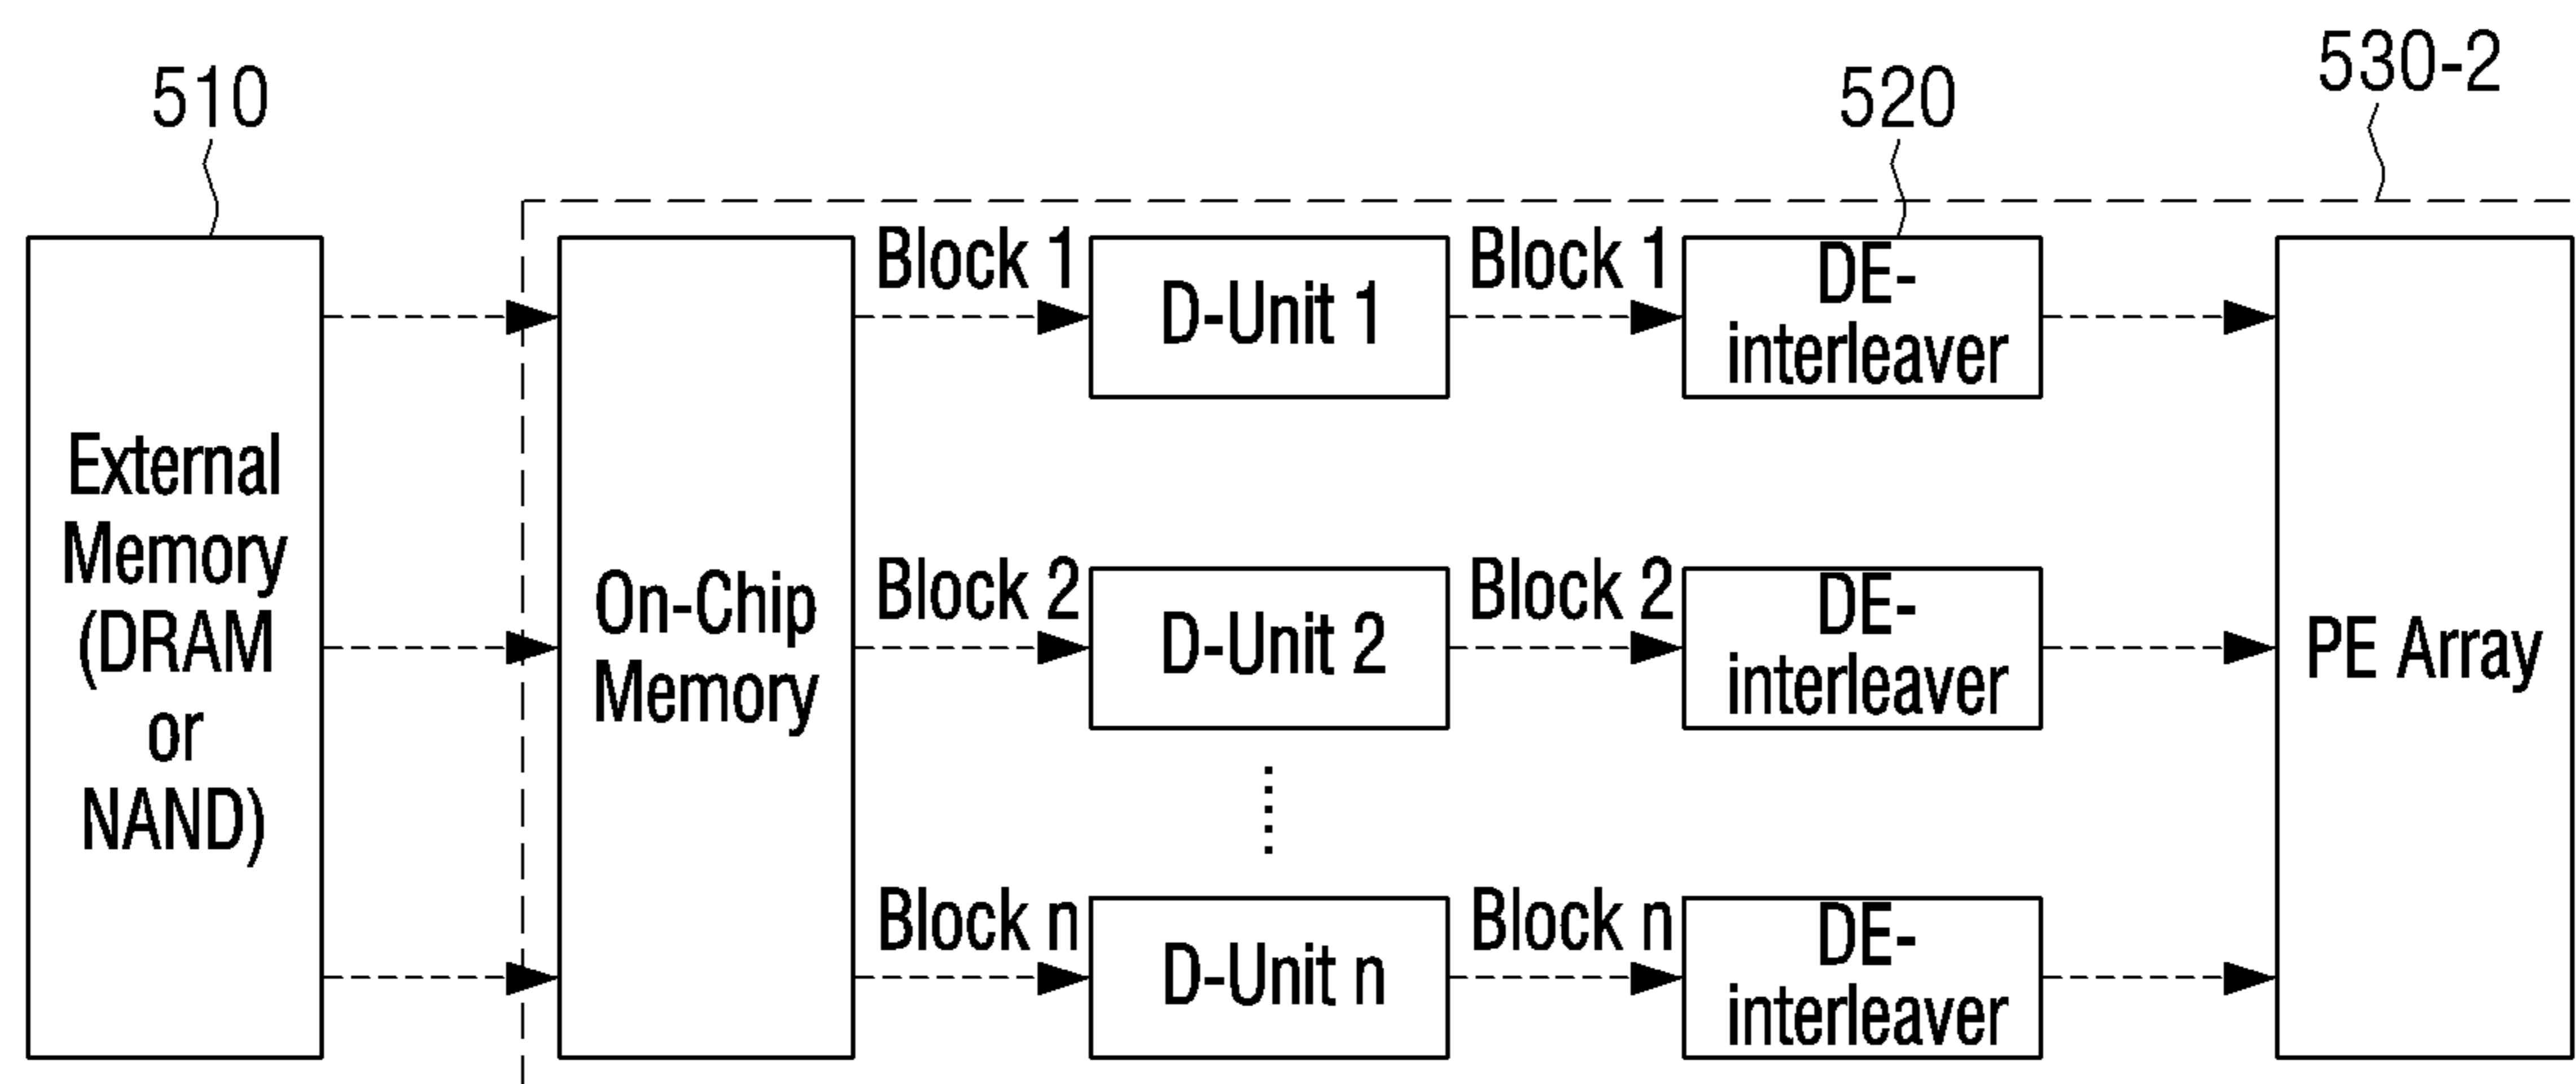 510
520
530-2
External
Memory
(DRAM
or
NAND)
On-Chip
Memory
Block 1
D-Unit 1
Block 1
DE-
interleaver
Block 2
D-Unit 2
Block 2
DE-
interleaver
Block n
D-Unit n
Block n
DE-
interleaver
PE Array